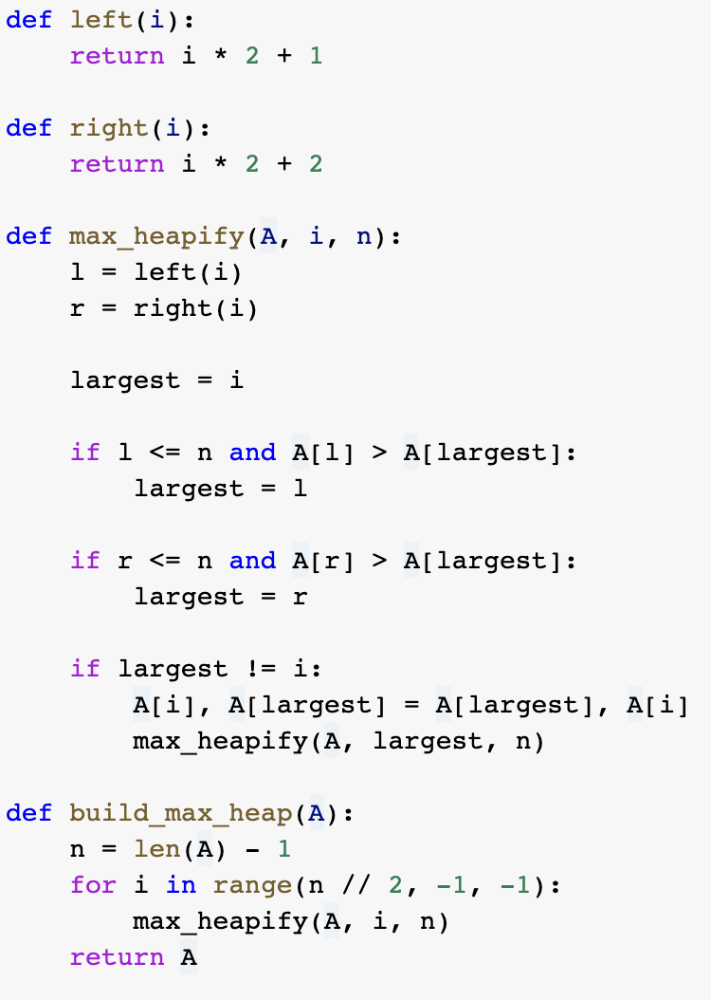 def left(i):
    return i * 2 + 1

def right(i):
    return i * 2 + 2

def max_heapify(A, i, n):
    l = left(i)
    r = right(i)

    largest = i

    if l <= n and A[l] > A[largest]:
        largest = l

    if r <= n and A[r] > A[largest]:
        largest = r

    if largest != i:
        A[i], A[largest] = A[largest], A[i]
        max_heapify(A, largest, n)

def build_max_heap(A):
    n = len(A) - 1
    for i in range(n // 2, -1, -1):
        max_heapify(A, i, n)
    return A